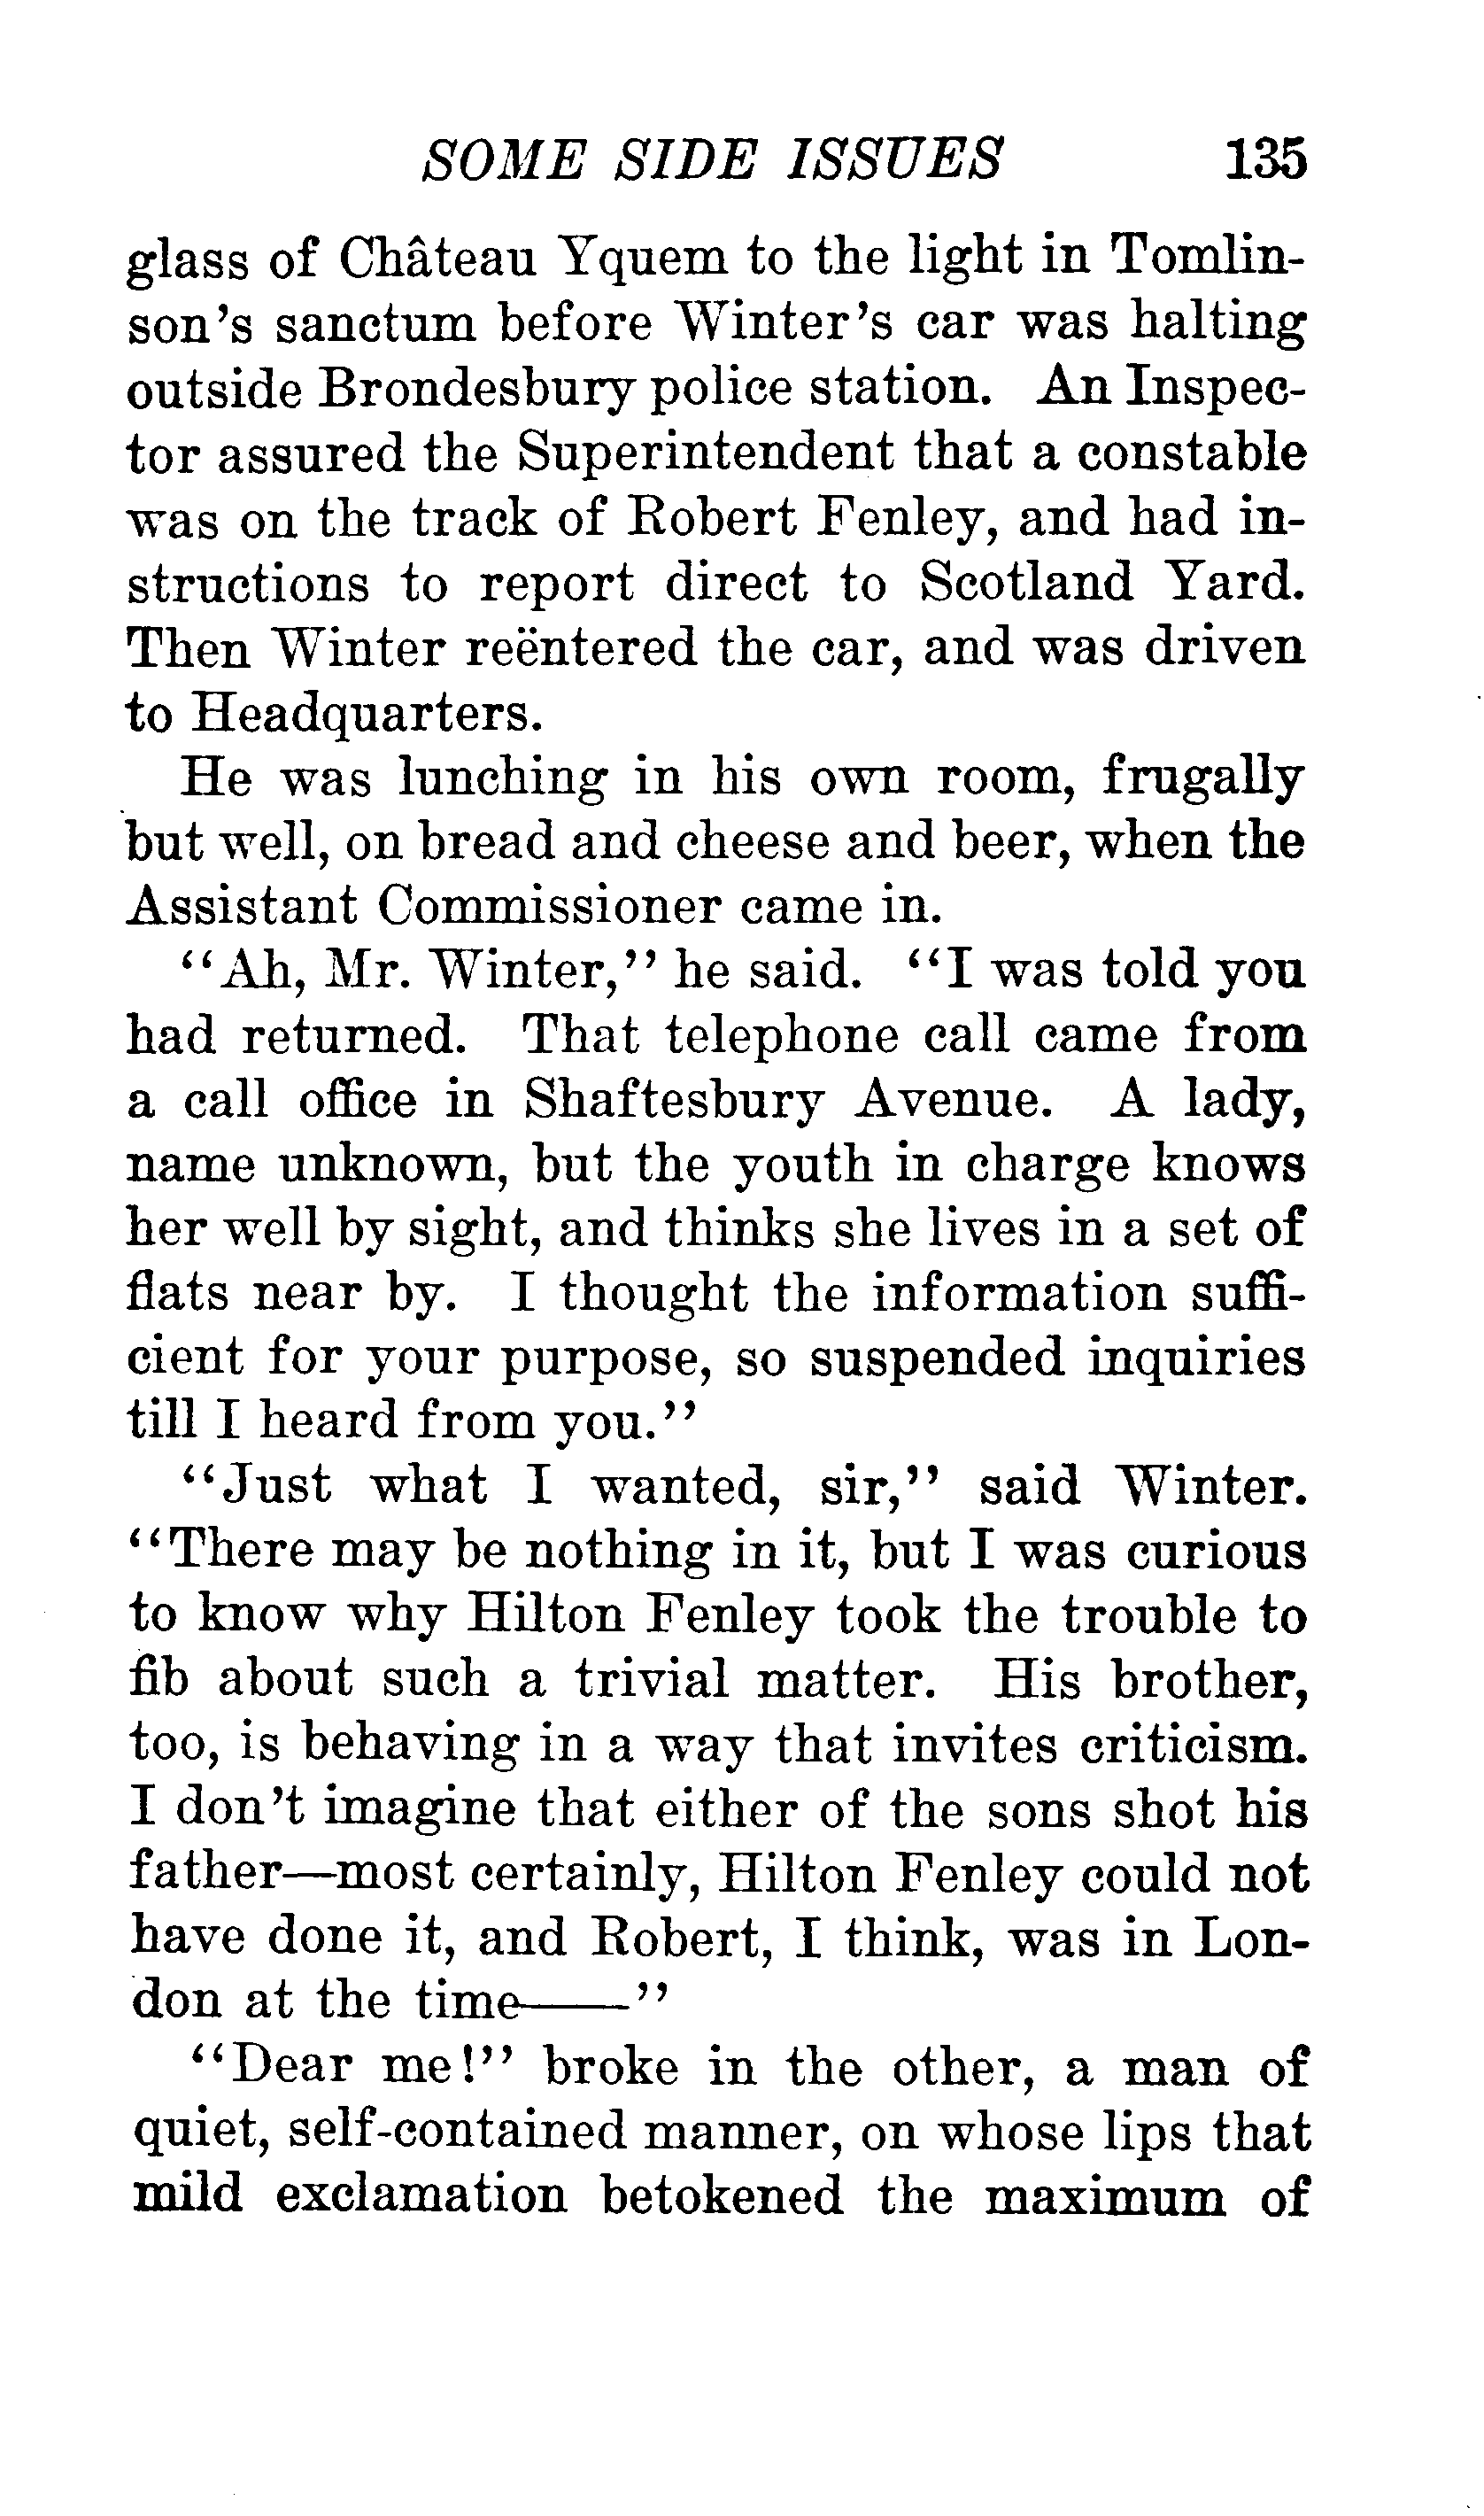 SOME SIDE ISSUES 135
glass of Château Yquem to the light in Tomlin-
son's sanctum before Winter's car was halting
outside Brondesbury police station. An Inspec-
tor assured the Superintendent that a constable
was on the track of Robert Fenley, and had in-
structions to report direct to Scotland Yard.
Then Winter reëntered the car, and was driven
to Headquarters.
He was lunching in his own room, frugally
but well, on bread and cheese and beer, when the
Assistant Commissioner came in.
"Ah, Mr. Winter," he said. "I was told you
had returned. That telephone call came from
a call office in Shaftesbury Avenue. A lady,
name unknown, but the youth in charge knows
her well by sight, and thinks she lives in a set of
flats near by. I thought the information suffi-
cient for your purpose, so suspended inquiries
till I heard from you."
"Just what I wanted, sir," said Winter.
"There may be nothing in it, but I was curious
to know why Hilton Fenley took the trouble to
fib about such a trivial matter. His brother,
too, is behaving in a way that invites criticism.
I don't imagine that either of the sons shot his
father—most certainly, Hilton Fenley could not
have done it, and Robert, I think, was in Lon-
don at the time——"
"Dear me!" broke in the other, a man of
quiet, self-contained manner, on whose lips that
mild exclamation betokened the maximum of